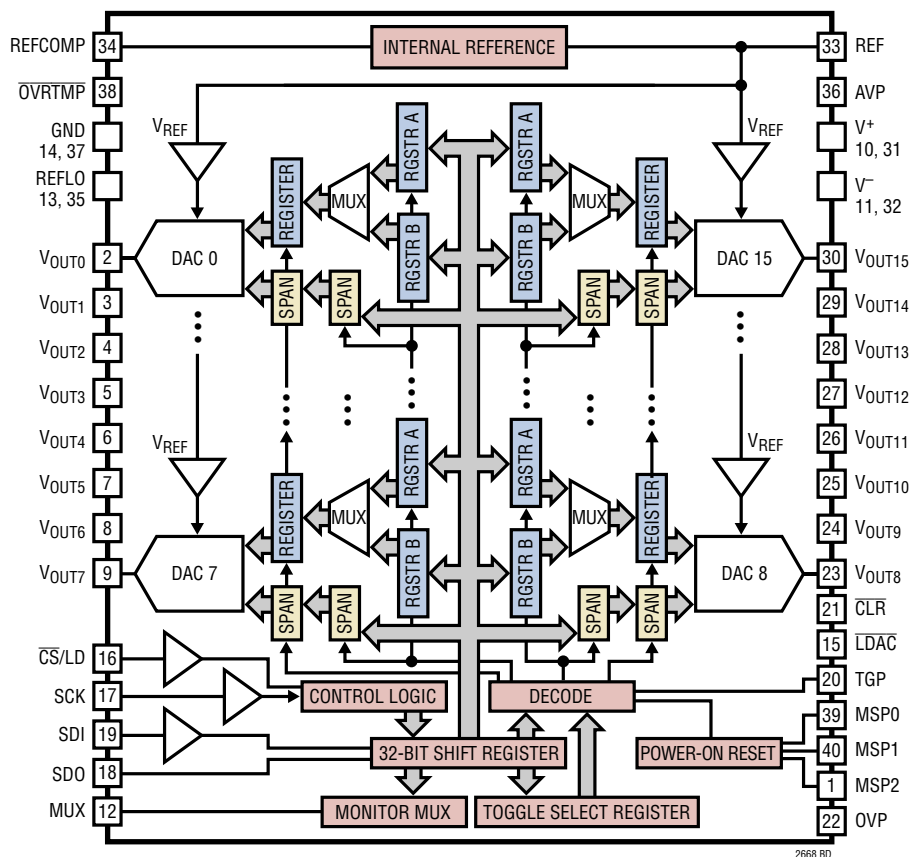 REFCOMP 34 INTERNAL REFERENCE 33 REF
OVRTMP 38 36 AVP
GND
14, 37
VREF
VREF
V+
10, 31
REFLO
13, 35
V–
11, 32
REGISTER
MUX
RGSTR A
RGSTR B
RGSTR A
RGSTR B
MUX
REGISTER
VOUT0 2 DAC 0
DAC 15 30 VOUT15
SPAN
SPAN
SPAN
SPAN
VOUT1 3 29 VOUT14
VOUT2 4 28 VOUT13
VOUT3 5 27 VOUT12
VOUT4 6 26 VOUT11
VREF
VREF
VOUT5 7 25 VOUT10
VOUT6 8 24 VOUT9
REGISTER
MUX
RGSTR A
RGSTR B
RGSTR A
RGSTR B
MUX
REGISTER
VOUT7 9 DAC 7
DAC 8 23 VOUT8
SPAN
SPAN
SPAN
SPAN
21 CLR
15 LDAC
CS/LD 16
SCK 17 CONTROL LOGIC DECODE 20 TGP
39 MSP0
SDI 19
SDO 18 32-BIT SHIFT REGISTER POWER-ON RESET 40 MSP1
1 MSP2
MUX 12 MONITOR MUX TOGGLE SELECT REGISTER 22 OVP
2668 BD